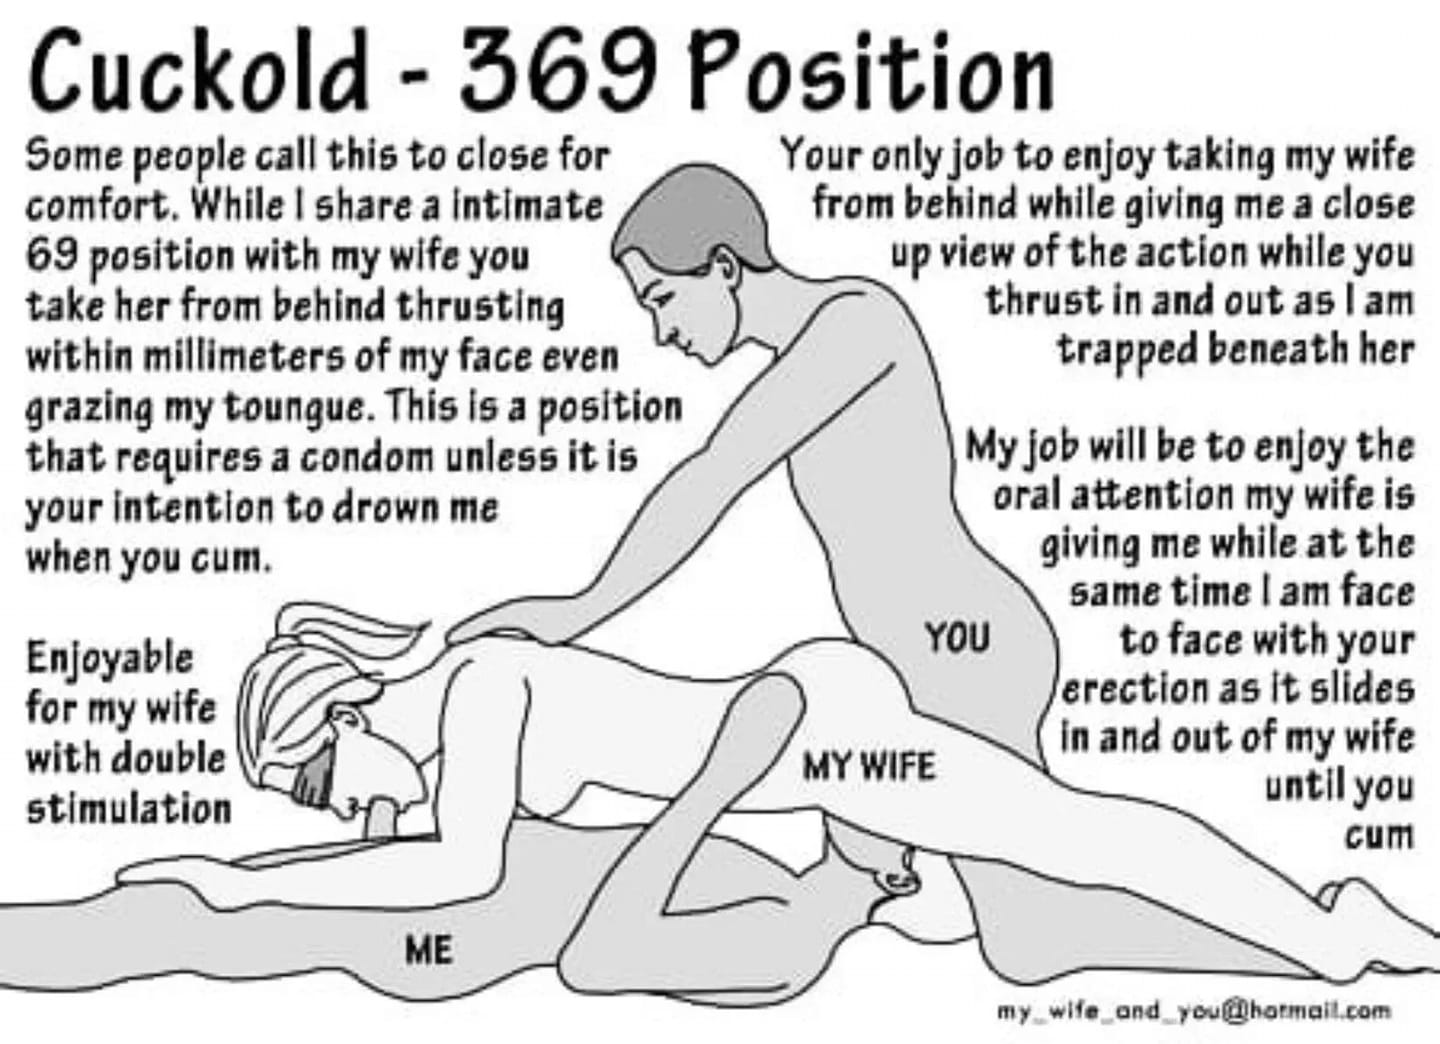 Cuckold - 369 Position
Some people call this to close for
comfort. While I share a intimate
69 position with my wife you
take her from behind thrusting
within millimeters of my face even
grazing my toungue. This is a position
that requires a condom unless it is
your intention to drown me
when you cum.
Enjoyable
for my wife
with double
stimulation
Your only job to enjoy taking my wife
from behind while giving me a close
up view of the action while you
thrust in and out as I am
trapped beneath her
My job will be to enjoy the
oral attention my wife is
giving me while at the
same time I am face
to face with your
erection as it slides
in and out of my wife
until you
cum
YOU
MY WIFE
ME
my_wife_and_you@hotmail.com